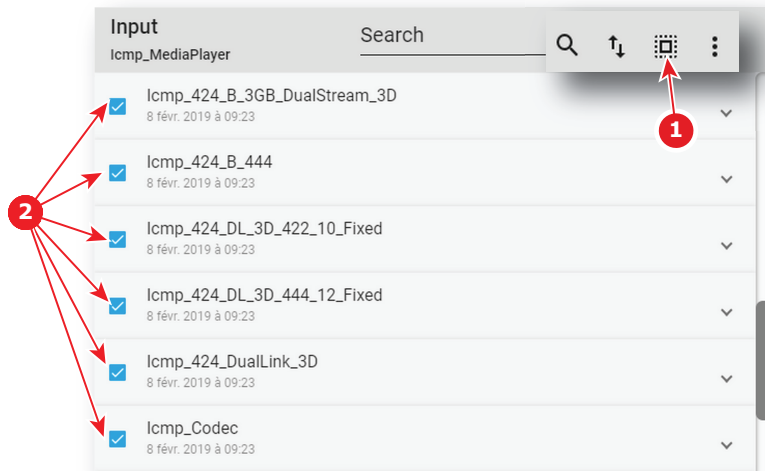 Input
Icmp_MediaPlayer
Search
1
Icmp_424_B_3GB_DualStream_3D
8 févr. 2019 à 09:23
Icmp_424_B_444
8 févr. 2019 à 09:23
2
Icmp_424_DL_3D_422_10_Fixed
8 févr. 2019 à 09:23
Icmp_424_DL_3D_444_12_Fixed
8 févr. 2019 à 09:23
Icmp_424_DualLink_3D
8 févr. 2019 à 09:23
Icmp_Codec
8 févr. 2019 à 09:23